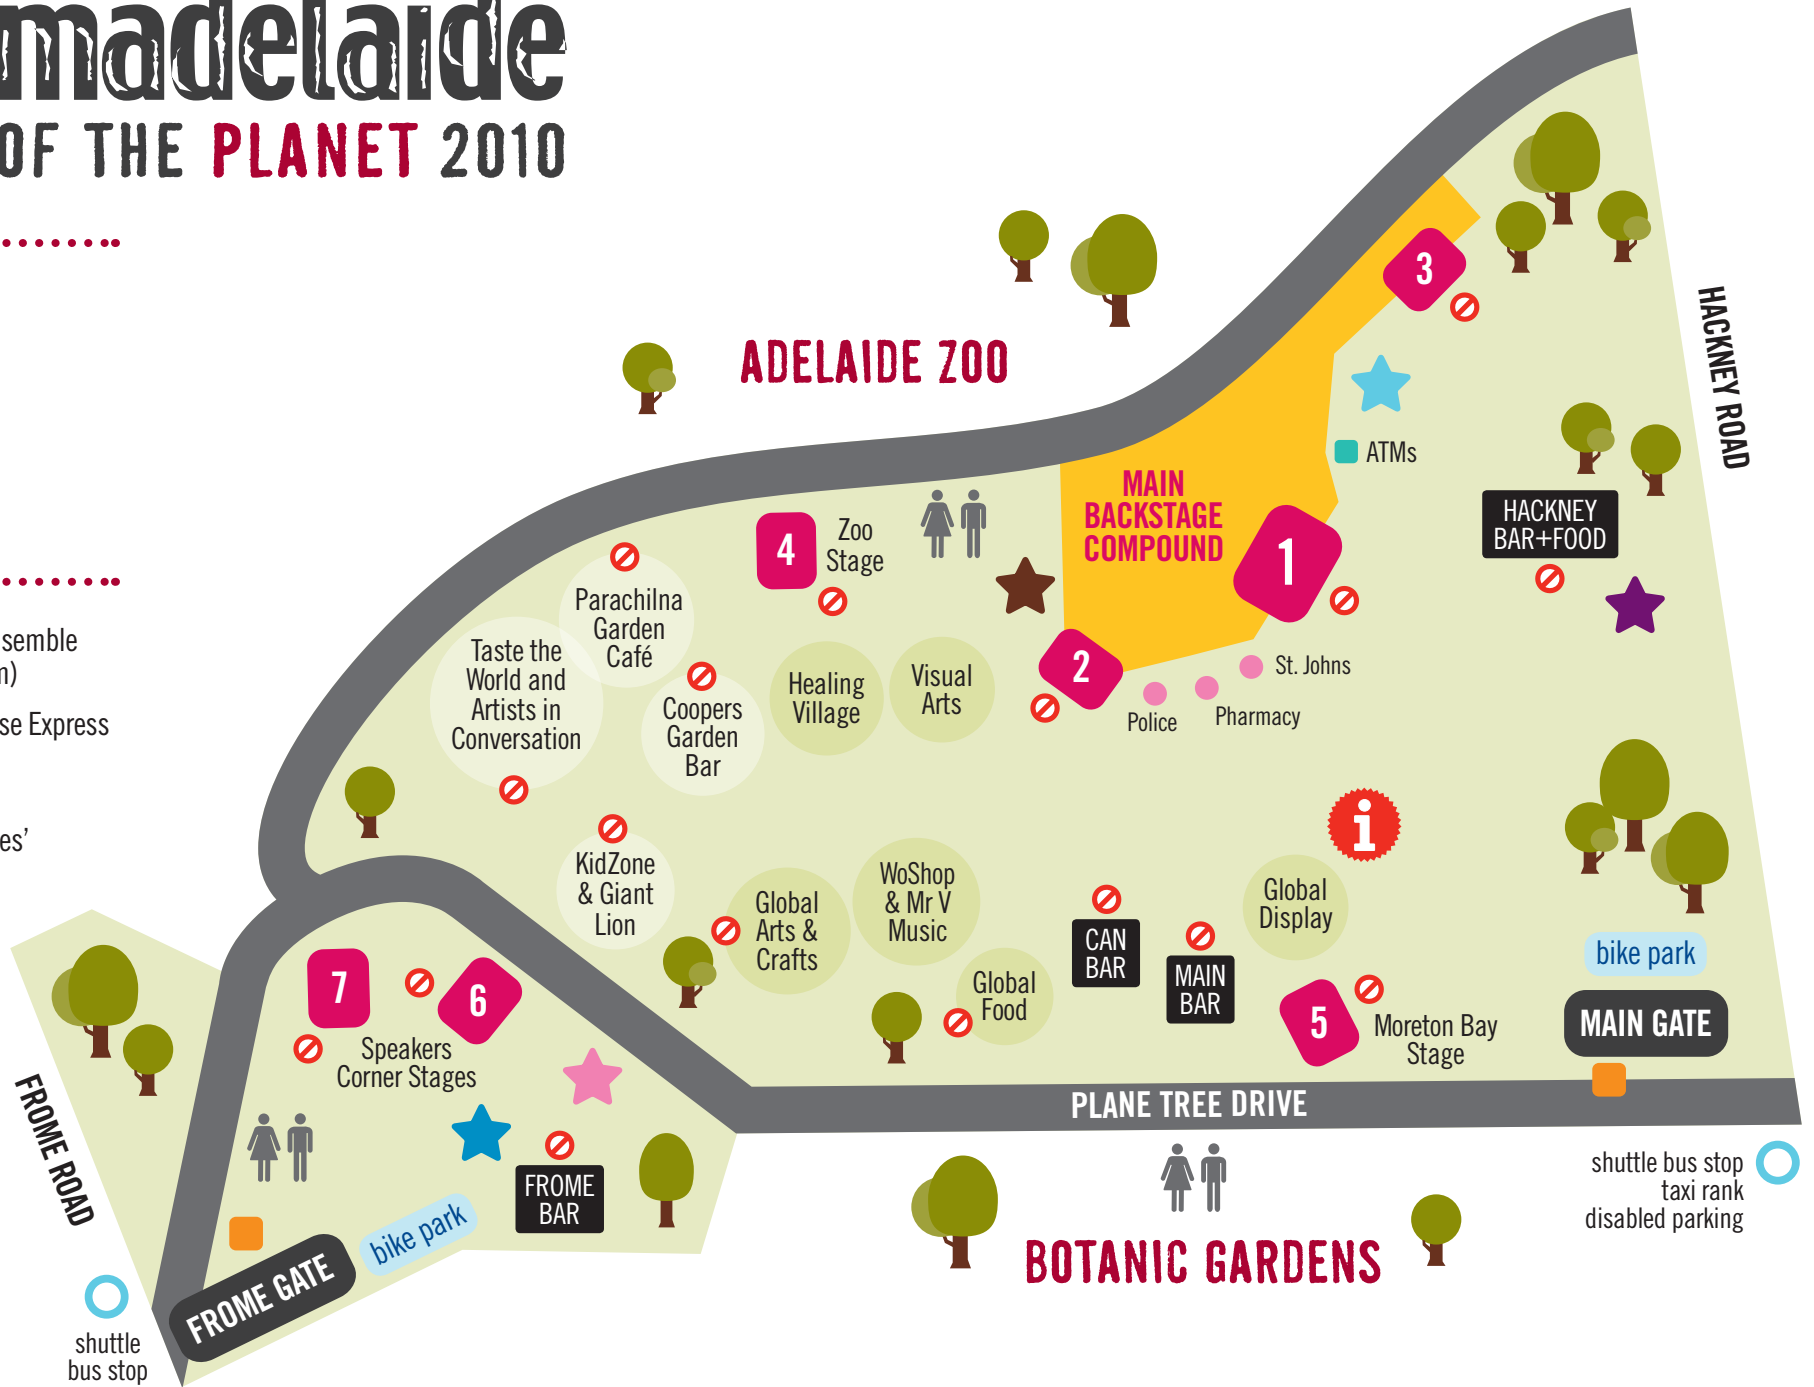 madelaide
OF THE PLANET 2010
semble
n)
se Express
es’
ADELAIDE ZOO
HACKNEY ROAD
3
ATMs
MAIN
BACKSTAGE
COMPOUND
1
HACKNEY
BAR+FOOD
4
Zoo
Stage
Parachilna
Garden
Café
Taste the
World and
Artists in
Conversation
Coopers
Garden
Bar
Healing
Village
Visual
Arts
2
St. Johns
Police
Pharmacy
i
KidZone
& Giant
Lion
Global
Arts &
Crafts
WoShop
& Mr V
Music
Global
Food
CAN
BAR
MAIN
BAR
Global
Display
5
Moreton Bay
Stage
bike park
MAIN GATE
7
6
Speakers
Corner Stages
PLANE TREE DRIVE
FROME ROAD
FROME
BAR
bike park
FROME GATE
shuttle
bus stop
BOTANIC GARDENS
shuttle bus stop
taxi rank
disabled parking